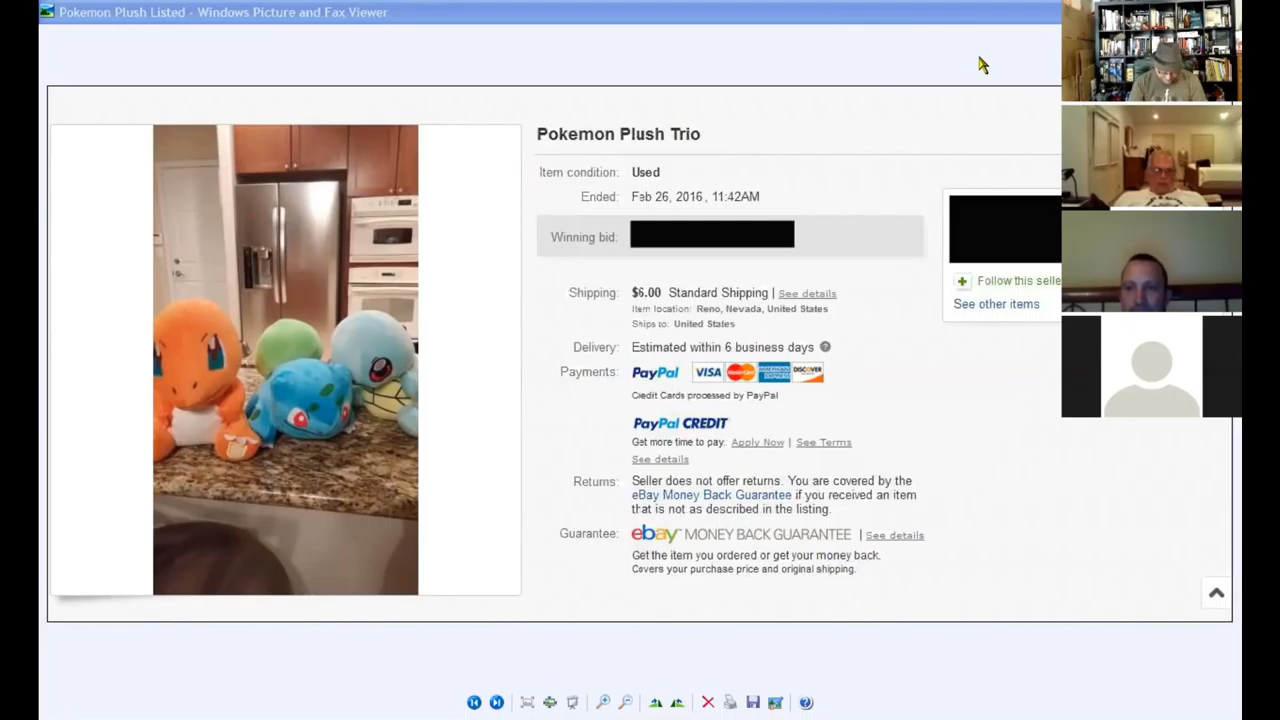 Pokemon Plush Listed - Windows Picture and Fax Viewer
Pokemon Plush Trio
Item condition: Used
Ended: Feb 26, 2016, 11:42AM
Winning bid:
Follow this selle
See other items
Shipping: $6.00 Standard Shipping | See details
Item location: Reno, Nevada, United States
Ships to: United States
Delivery: Estimated within 6 business days ?
Payments: PayPal VISA MasterCard AMERICAN EXPRESS DISCOVER
Credit Cards processed by PayPal
PayPal CREDIT
Get more time to pay. Apply Now | See Terms
See details
Returns: Seller does not offer returns. You are covered by the
eBay Money Back Guarantee if you received an item
that is not as described in the listing.
Guarantee: ebay™ MONEY BACK GUARANTEE | See details
Get the item you ordered or get your money back.
Covers your purchase price and original shipping.